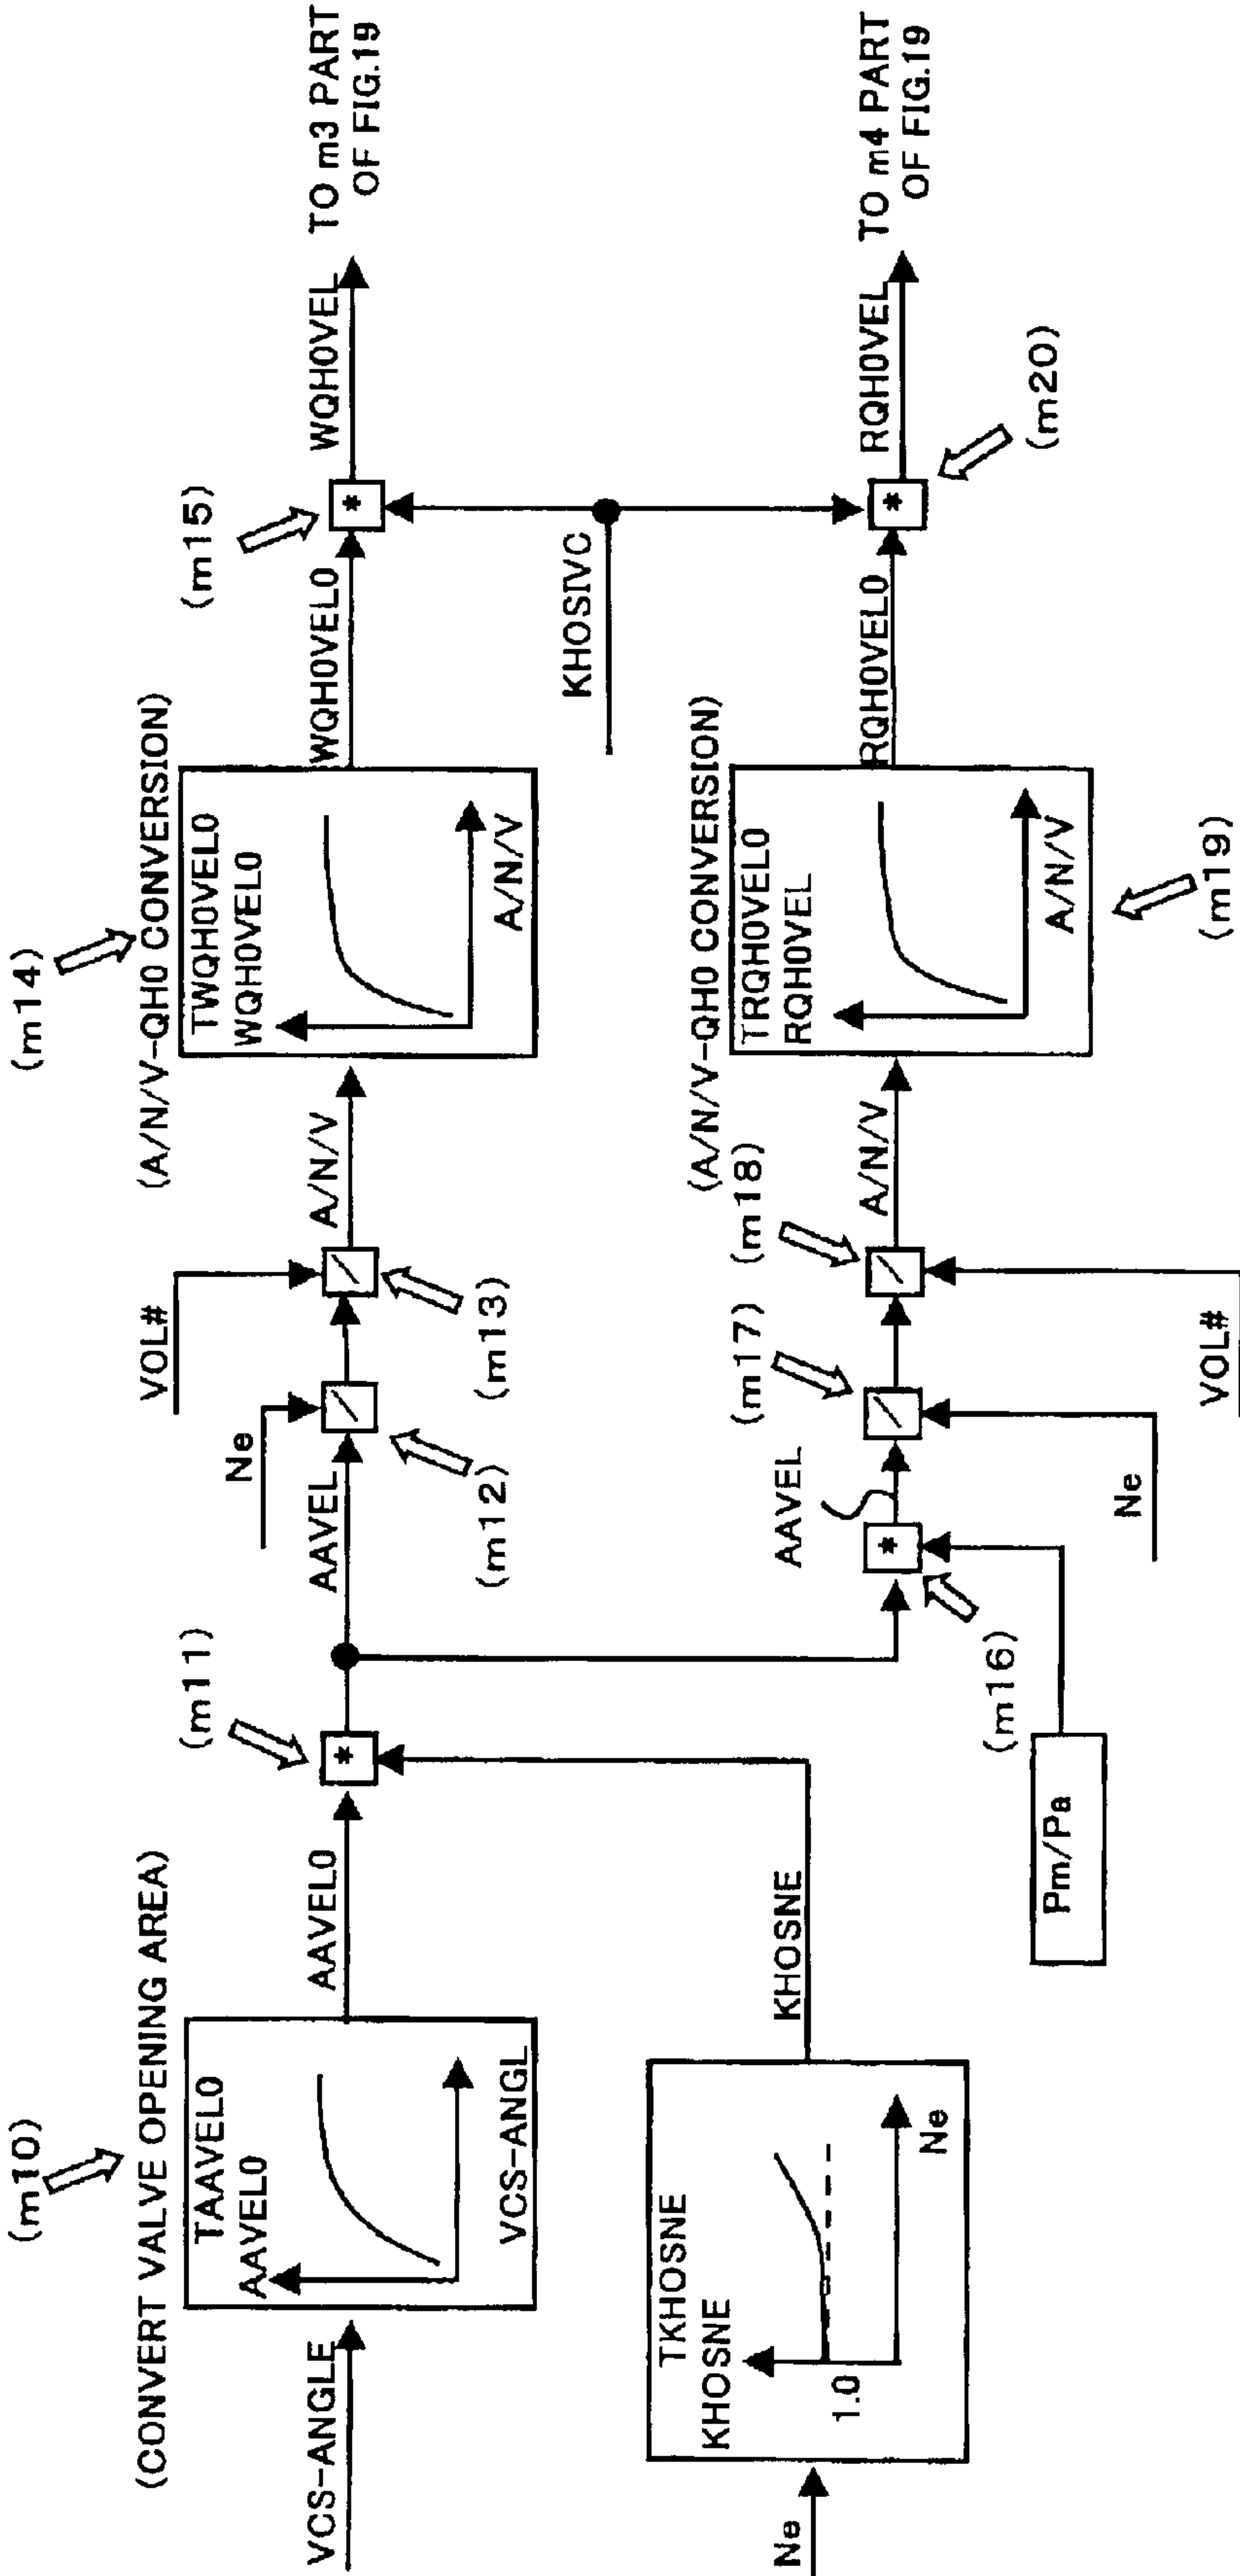 (m10)
(CONVERT VALVE OPENING AREA)
VCS-ANGLE
TAAVEL0
AAVEL0
VCS-ANGL
AAVEL0
(m11)
AAVEL
Ne
(m12)
VOL#
(m13)
A/N/V
(m14)
(A/N/V-QH0 CONVERSION)
TWQH0VEL0
WQH0VEL0
A/N/V
WQH0VEL0
(m15)
*
WQH0VEL
TO m3 PART
OF FIG.19
KHOSIVC
Ne
TKHOSNE
KHOSNE
1.0
Ne
KHOSNE
*
Pm/Pa
(m16)
*
AAVEL
(m17)
/
Ne
(m18)
/
VOL#
A/N/V
(A/N/V-QH0 CONVERSION)
TRQH0VEL0
RQH0VEL
A/N/V
(m19)
RQH0VEL0
*
(m20)
RQH0VEL
TO m4 PART
OF FIG.19
/
/